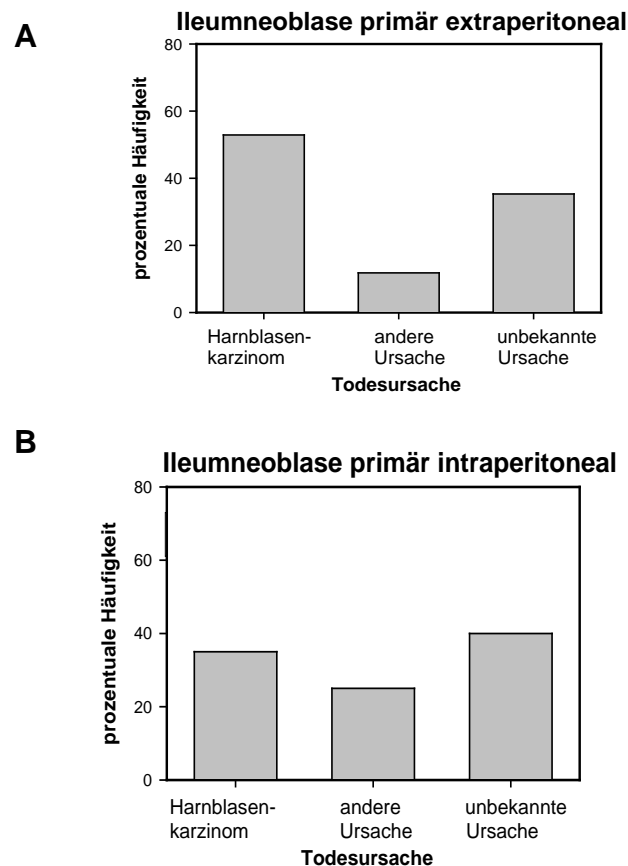 A
Ileumneoblase primär extraperitoneal
prozentuale Häufigkeit
80
60
40
20
0
Harnblasen-
karzinom
andere
Ursache
unbekannte
Ursache
Todesursache
B
Ileumneoblase primär intraperitoneal
prozentuale Häufigkeit
80
60
40
20
0
Harnblasen-
karzinom
andere
Ursache
unbekannte
Ursache
Todesursache